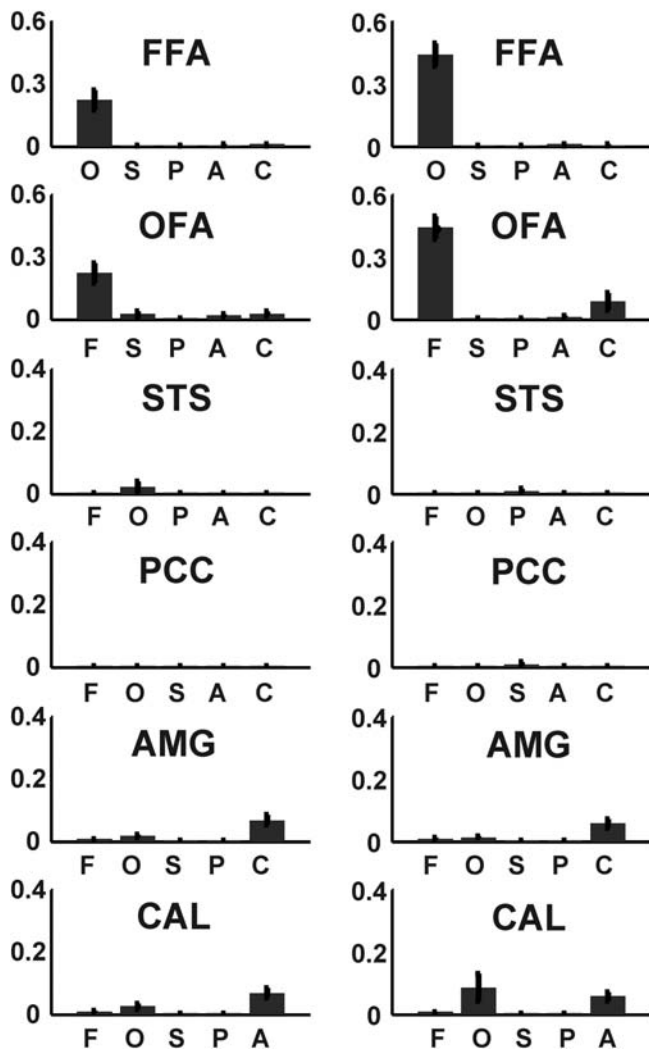 0.6 0.6
FFA FFA
0.3 0.3
0 0
O S P A C O S P A C
0.6 0.6
OFA OFA
0.3 0.3
0 0
F S P A C F S P A C
0.4 0.4
STS STS
0.2 0.2
0 0
F O P A C F O P A C
0.4 0.4
PCC PCC
0.2 0.2
0 0
F O S A C F O S A C
0.4 0.4
AMG AMG
0.2 0.2
0 0
F O S P C F O S P C
0.4 0.4
CAL CAL
0.2 0.2
0 0
F O S P A F O S P A